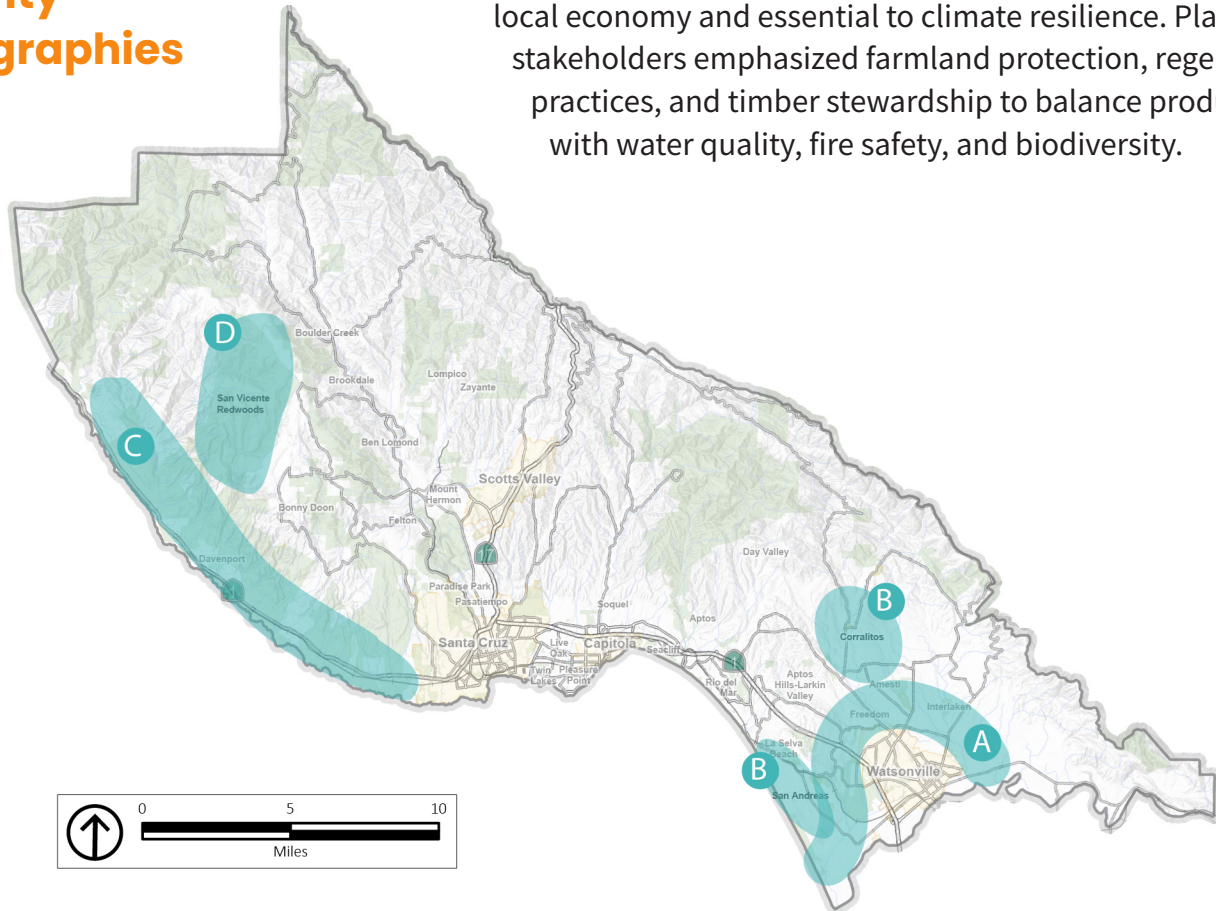 graphies
local economy and essential to climate resilience. Pla
stakeholders emphasized farmland protection, rege
practices, and timber stewardship to balance prod
with water quality, fire safety, and biodiversity.
D
Boulder Creek
San Vicente
Redwoods
Brookdale
Lompico
Zayante
C
Ben Lomond
Scotts Valley
Mount
Hermon
Bonny Doon
Felton
Davenport
17
1
Day Valley
Paradise Park
Pasatiempo
Soquel
Aptos
B
Corralitos
Santa Cruz
Live
Oak
Capitola
Seacliff
1
Twin
Lakes
Pleasure
Point
Rio del
Mar
Aptos
Hills-Larkin
Valley
Amesti
Freedom
Interlaken
A
La Selva
Beach
B
San Andreas
Watsonville
0 5 10
Miles